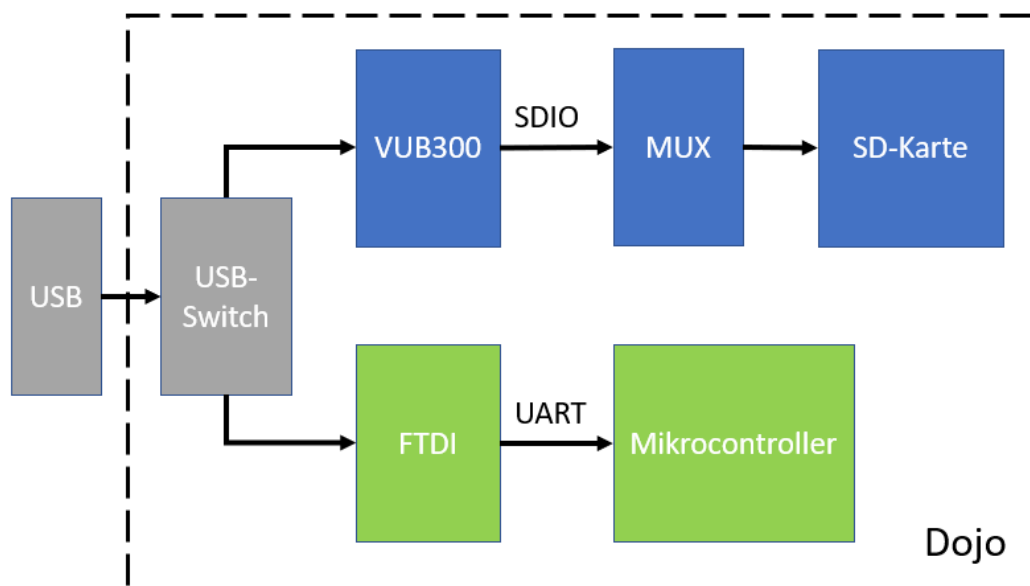 VUB300
SDIO
MUX
SD-Karte
USB
USB-
Switch
FTDI
UART
Mikrocontroller
Dojo